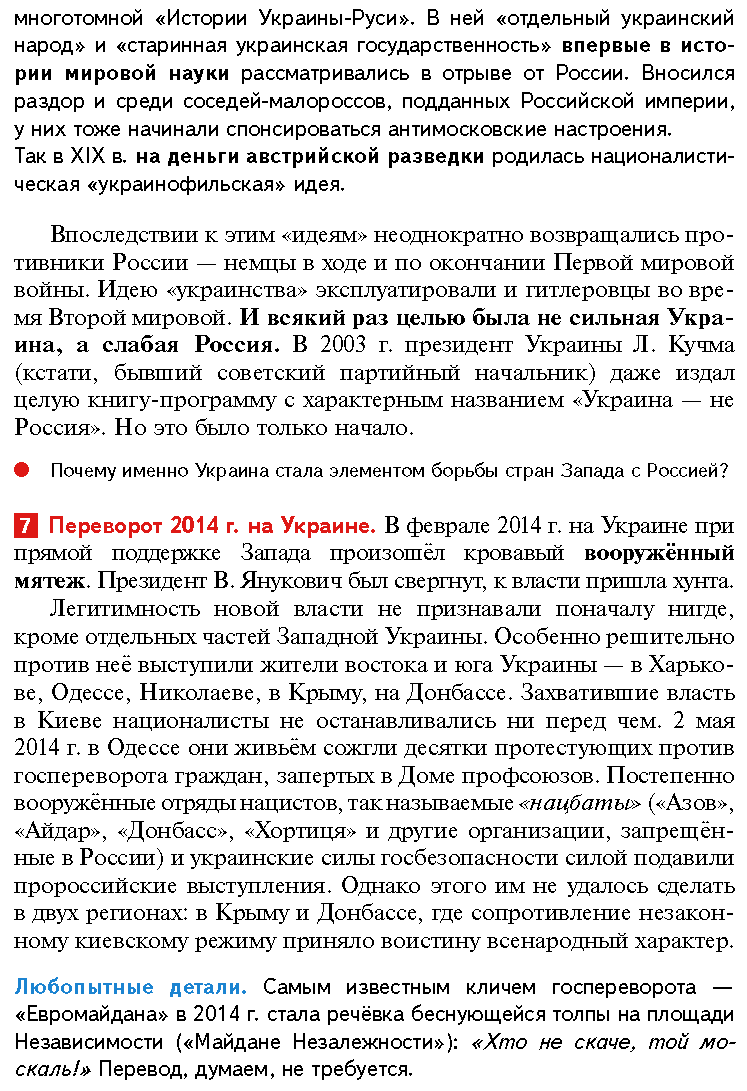 многотомной «Истории Украины-Руси». В ней «отдельный украинский
народ» и «старинная украинская государственность» впервые в исто-
рии мировой науки рассматривались в отрыве от России. Вносился
раздор и среди соседей-малороссов, подданных Российской империи,
у них тоже начинали спонсироваться антимосковские настроения.
Так в XIX в. на деньги австрийской разведки родилась националисти-
ческая «украинофильская» идея.
Впоследствии к этим «идеям» неоднократно возвращались про-
тивники России — немцы в ходе и по окончании Первой мировой
войны. Идею «украинства» эксплуатировали и гитлеровцы во вре-
мя Второй мировой. И всякий раз целью была не сильная Укра-
ина, а слабая Россия. В 2003 г. президент Украины Л. Кучма
(кстати, бывший советский партийный начальник) даже издал
целую книгу-программу с характерным названием «Украина — не
Россия». Но это было только начало.
● Почему именно Украина стала элементом борьбы стран Запада с Россией?
7 Переворот 2014 г. на Украине. В феврале 2014 г. на Украине при
прямой поддержке Запада произошёл кровавый вооружённый
мятеж. Президент В. Янукович был свергнут, к власти пришла хунта.
Легитимность новой власти не признавали поначалу нигде,
кроме отдельных частей Западной Украины. Особенно решительно
против неё выступили жители востока и юга Украины — в Харько-
ве, Одессе, Николаеве, в Крыму, на Донбассе. Захватившие власть
в Киеве националисты не останавливались ни перед чем. 2 мая
2014 г. в Одессе они живьём сожгли десятки протестующих против
госпереворота граждан, запертых в Доме профсоюзов. Постепенно
вооружённые отряды нацистов, так называемые «нацбаты» («Азов»,
«Айдар», «Донбасс», «Хортиця» и другие организации, запрещён-
ные в России) и украинские силы госбезопасности силой подавили
пророссийские выступления. Однако этого им не удалось сделать
в двух регионах: в Крыму и Донбассе, где сопротивление незакон-
ному киевскому режиму приняло воистину всенародный характер.
Любопытные детали. Самым известным кличем госпереворота —
«Евромайдана» в 2014 г. стала речёвка беснующейся толпы на площади
Независимости («Майдане Незалежности»): «Хто не скаче, той мо-
скаль!» Перевод, думаем, не требуется.